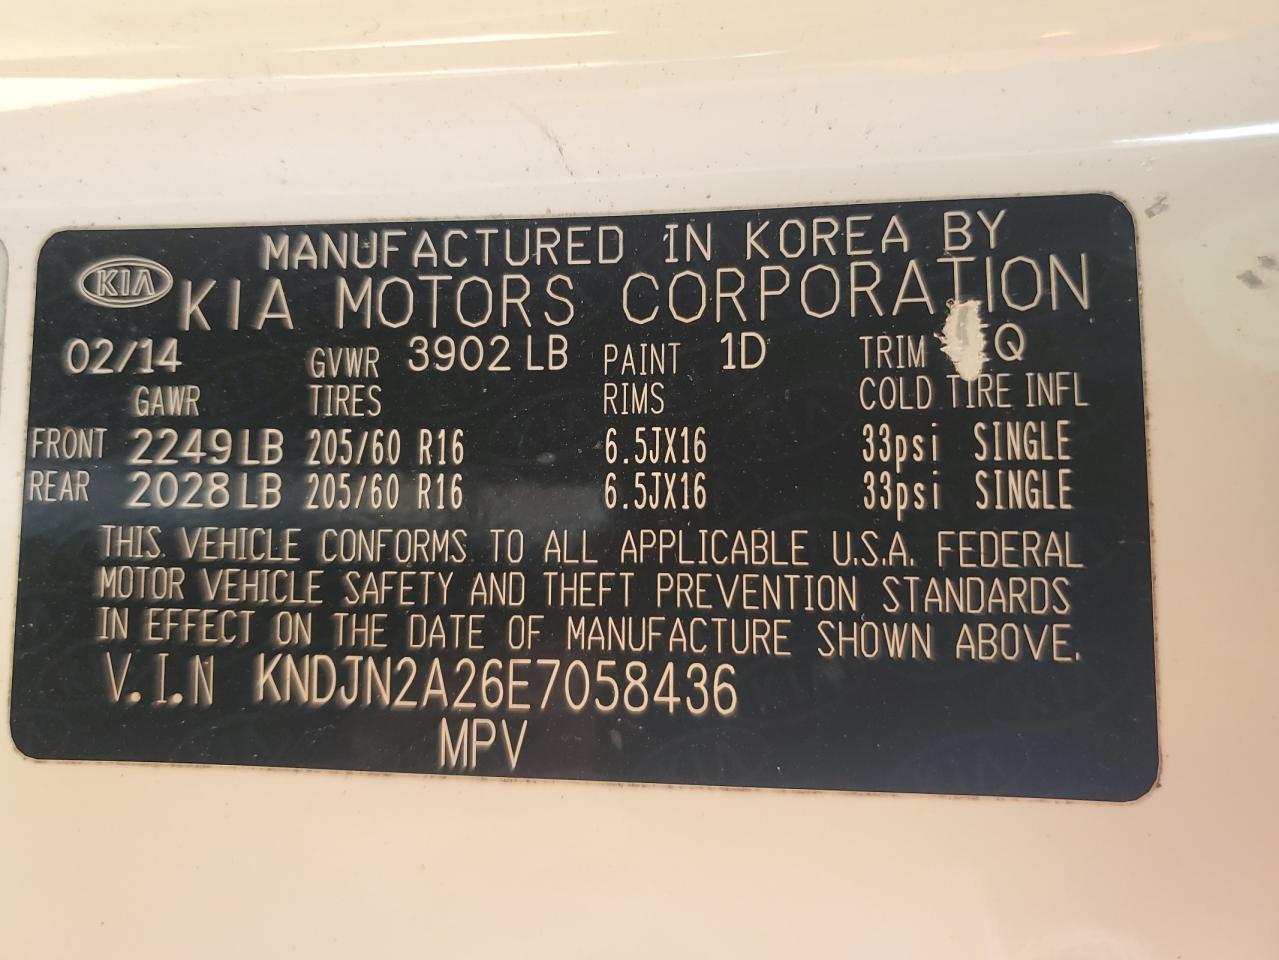 MANUFACTURED IN KOREA BY
KIA KIA MOTORS CORPORATION
02/14 GVWR 3902 LB PAINT 1D TRIM Q
GAWR TIRES RIMS COLD TIRE INFL
FRONT 2249 LB 205/60 R16 6.5JX16 33psi SINGLE
REAR 2028 LB 205/60 R16 6.5JX16 33psi SINGLE
THIS VEHICLE CONFORMS TO ALL APPLICABLE U.S.A. FEDERAL
MOTOR VEHICLE SAFETY AND THEFT PREVENTION STANDARDS
IN EFFECT ON THE DATE OF MANUFACTURE SHOWN ABOVE.
V.I.N KNDJN2A26E7058436
MPV